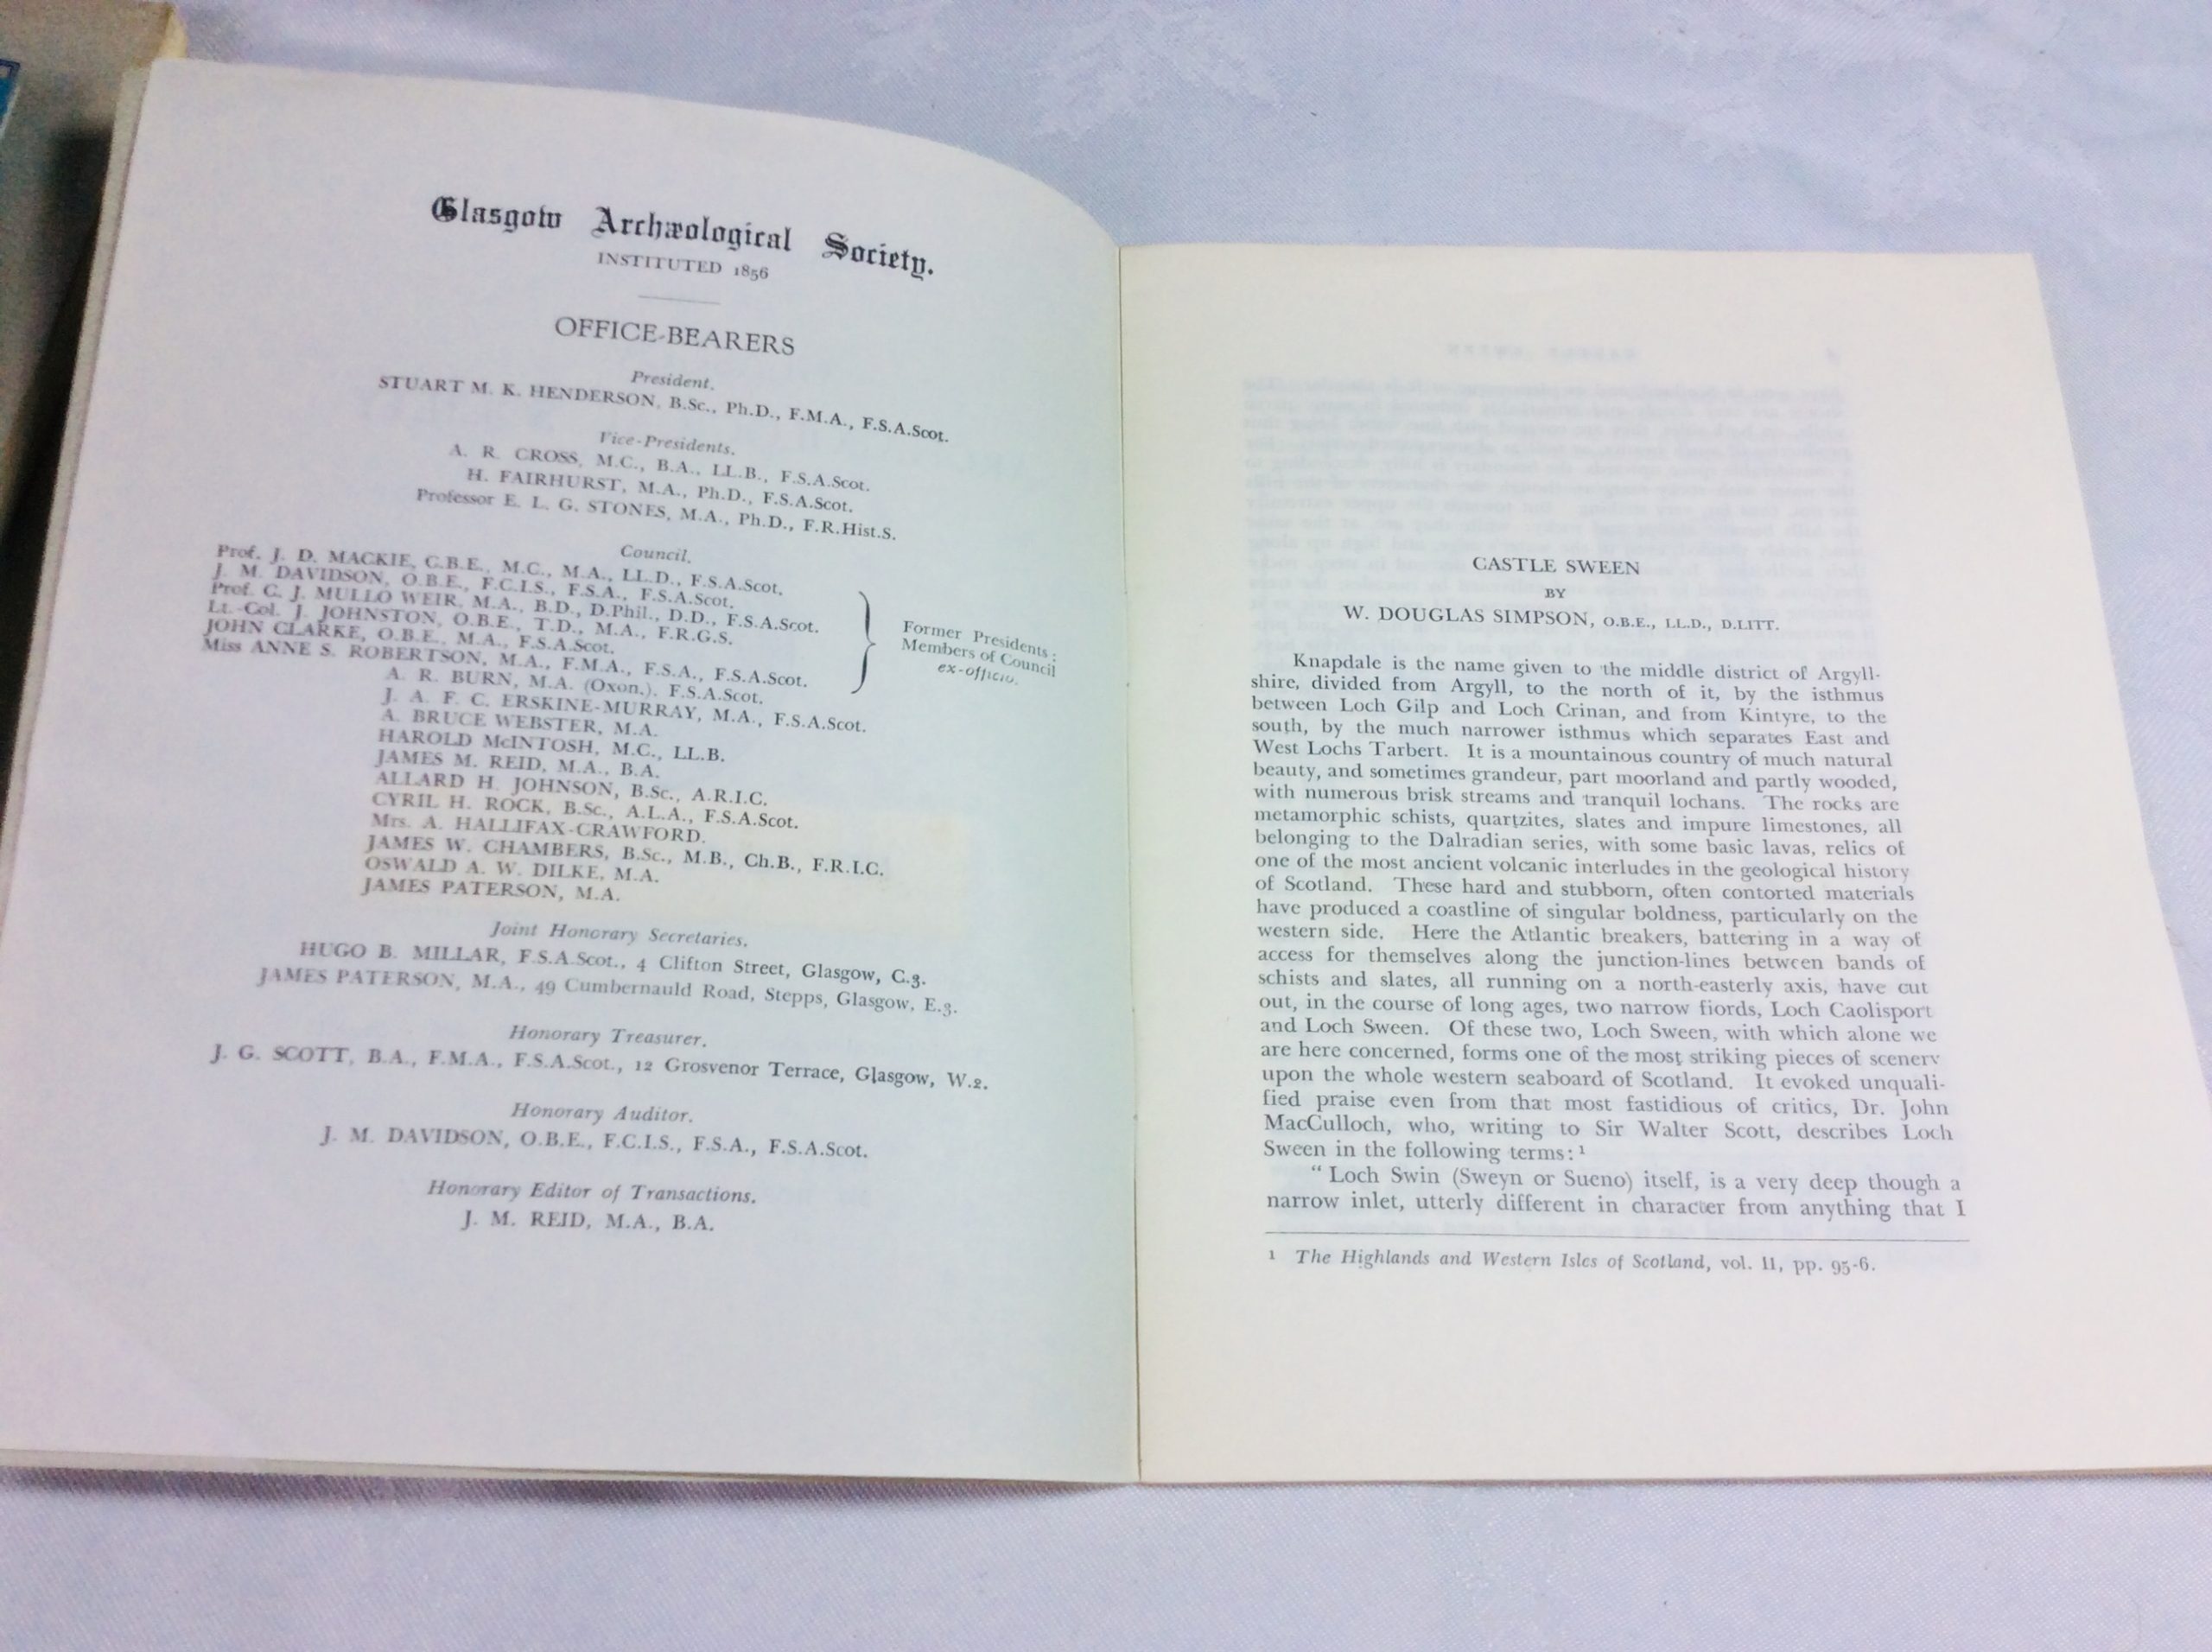 Glasgow Archæological Society.
INSTITUTED 1856
OFFICE-BEARERS
President.
STUART M. K. HENDERSON, B.Sc., Ph.D., F.M.A., F.S.A.Scot.
Vice-Presidents.
A. R. CROSS, M.C., B.A., LL.B., F.S.A.Scot.
H. FAIRHURST, M.A., Ph.D., F.S.A.Scot.
Professor E. L. G. STONES, M.A., Ph.D., F.R.Hist.S.
Council.
Prof. J. D. MACKIE, C.B.E., M.C., M.A., LL.D., F.S.A.Scot.
J. M. DAVIDSON, O.B.E., F.C.I.S., F.S.A., F.S.A.Scot.
Prof. C. J. MULLO WEIR, M.A., B.D., D.Phil., D.D., F.S.A.Scot.
Lt.-Col. J. JOHNSTON, O.B.E., T.D., M.A., F.R.G.S.
JOHN CLARKE, O.B.E., M.A., F.S.A.Scot.
Miss ANNE S. ROBERTSON, M.A., F.M.A., F.S.A., F.S.A.Scot.
Former Presidents:
Members of Council
ex-officio.
A. R. BURN, M.A. (Oxon.). F.S.A.Scot.
J. A. F. C. ERSKINE-MURRAY, M.A., F.S.A.Scot.
A. BRUCE WEBSTER, M.A.
HAROLD McINTOSH, M.C., LL.B.
JAMES M. REID, M.A., B.A.
ALLARD H. JOHNSON, B.Sc., A.R.I.C.
CYRIL H. ROCK, B.Sc., A.L.A., F.S.A.Scot.
Mrs. A. HALLIFAX-CRAWFORD.
JAMES W. CHAMBERS, B.Sc., M.B., Ch.B., F.R.I.C.
OSWALD A. W. DILKE, M.A.
JAMES PATERSON, M.A.
Joint Honorary Secretaries.
HUGO B. MILLAR, F.S.A.Scot., 4 Clifton Street, Glasgow, C.3.
JAMES PATERSON, M.A., 49 Cumbernauld Road, Stepps, Glasgow, E.3.
Honorary Treasurer.
J. G. SCOTT, B.A., F.M.A., F.S.A.Scot., 12 Grosvenor Terrace, Glasgow, W.2.
Honorary Auditor.
J. M. DAVIDSON, O.B.E., F.C.I.S., F.S.A., F.S.A.Scot.
Honorary Editor of Transactions.
J. M. REID, M.A., B.A.
CASTLE SWEEN
BY
W. DOUGLAS SIMPSON, O.B.E., LL.D., D.LITT.
Knapdale is the name given to the middle district of Argyll-
shire, divided from Argyll, to the north of it, by the isthmus
between Loch Gilp and Loch Crinan, and from Kintyre, to the
south, by the much narrower isthmus which separates East and
West Lochs Tarbert. It is a mountainous country of much natural
beauty, and sometimes grandeur, part moorland and partly wooded,
with numerous brisk streams and tranquil lochans. The rocks are
metamorphic schists, quartzites, slates and impure limestones, all
belonging to the Dalradian series, with some basic lavas, relics of
one of the most ancient volcanic interludes in the geological history
of Scotland. These hard and stubborn, often contorted materials
have produced a coastline of singular boldness, particularly on the
western side. Here the Atlantic breakers, battering in a way of
access for themselves along the junction-lines between bands of
schists and slates, all running on a north-easterly axis, have cut
out, in the course of long ages, two narrow fiords, Loch Caolisport
and Loch Sween. Of these two, Loch Sween, with which alone we
are here concerned, forms one of the most striking pieces of scenery
upon the whole western seaboard of Scotland. It evoked unquali-
fied praise even from that most fastidious of critics, Dr. John
MacCulloch, who, writing to Sir Walter Scott, describes Loch
Sween in the following terms:¹
“ Loch Swin (Sweyn or Sueno) itself, is a very deep though a
narrow inlet, utterly different in character from anything that I
¹ The Highlands and Western Isles of Scotland, vol. II, pp. 95-6.